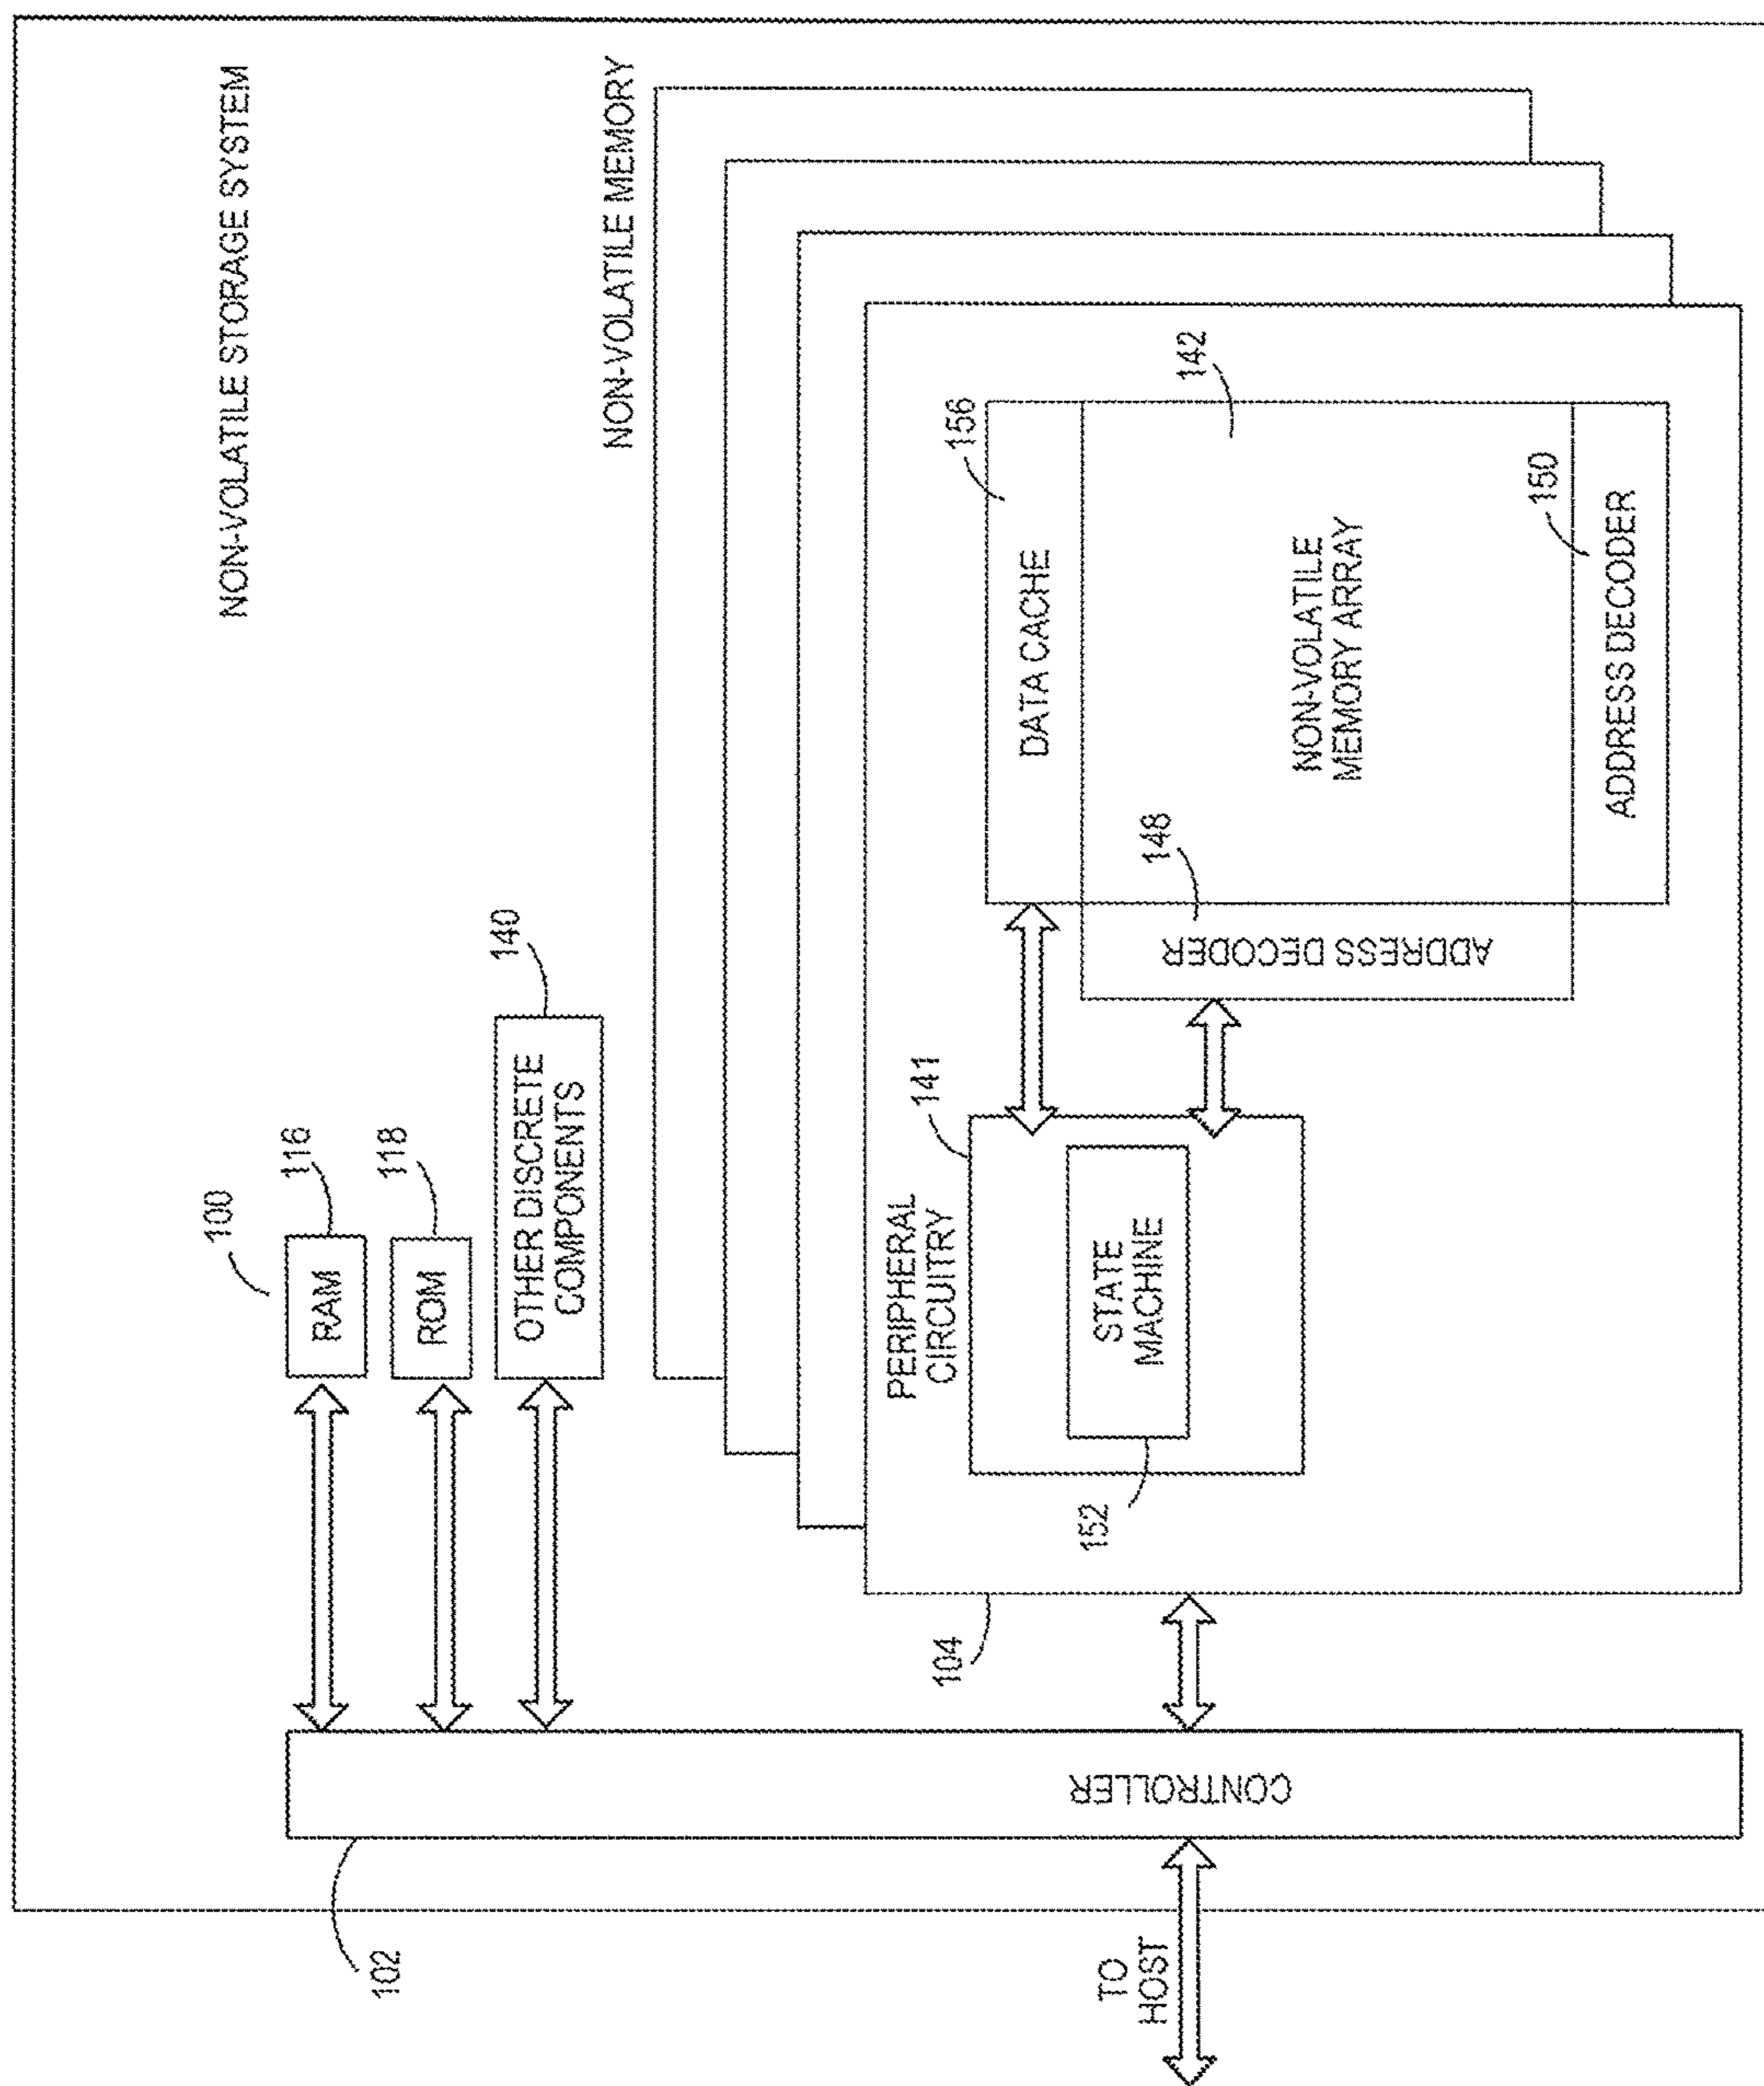 NON-VOLATILE STORAGE SYSTEM
100
116
RAM
118
ROM
140
OTHER DISCRETE
COMPONENTS
NON-VOLATILE MEMORY
102
CONTROLLER
TO
HOST
104
PERIPHERAL
CIRCUITRY
141
STATE
MACHINE
152
DATA CACHE
156
ADDRESS DECODER
148
NON-VOLATILE
MEMORY ARRAY
142
ADDRESS DECODER
150